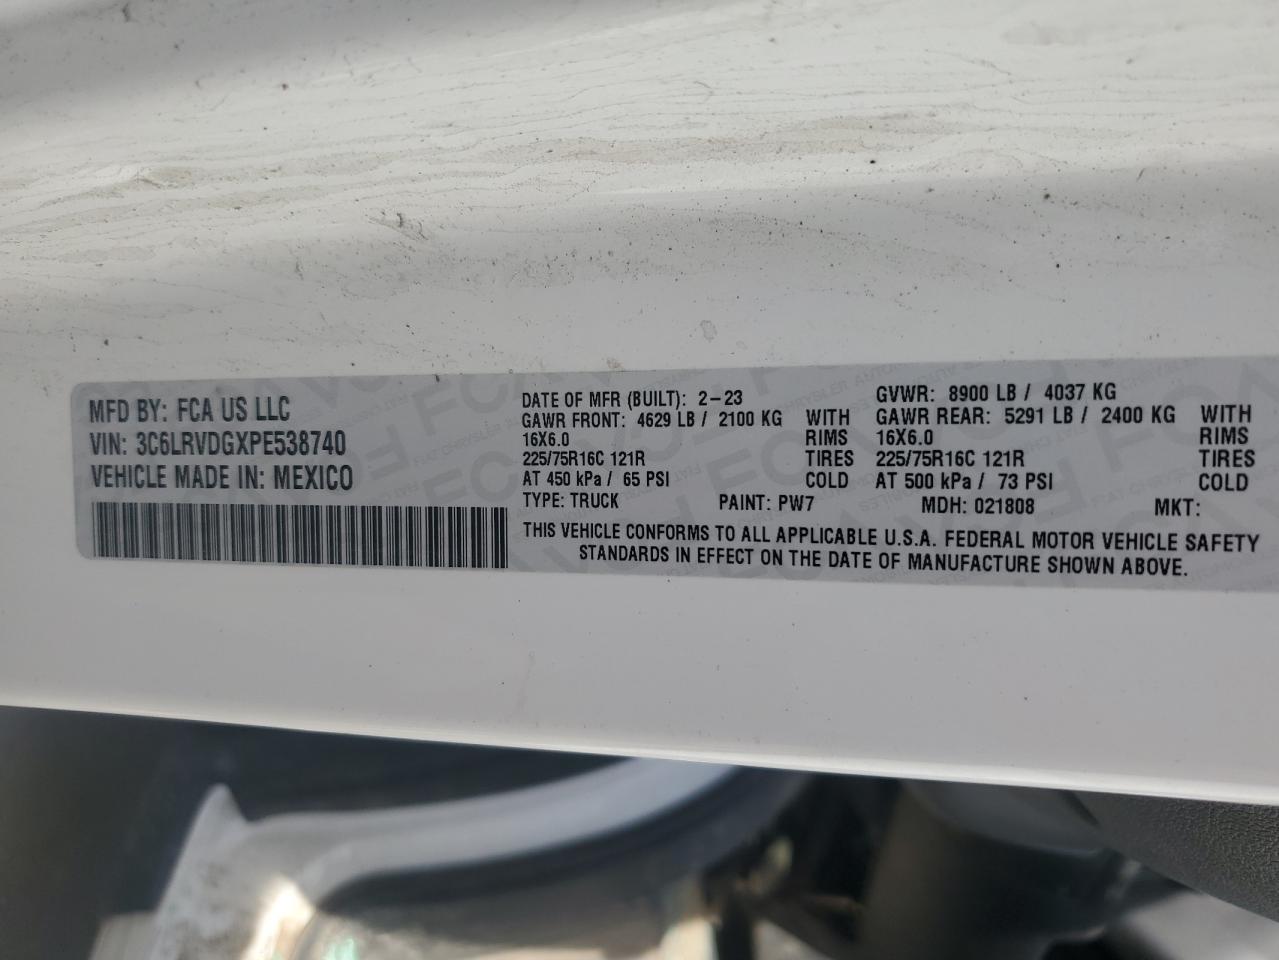 MFD BY: FCA US LLC
VIN: 3C6LRVDGXPE538740
VEHICLE MADE IN: MEXICO
DATE OF MFR (BUILT): 2-23 GVWR: 8900 LB / 4037 KG
GAWR FRONT: 4629 LB / 2100 KG WITH GAWR REAR: 5291 LB / 2400 KG WITH
16X6.0 RIMS 16X6.0 RIMS
225/75R16C 121R TIRES 225/75R16C 121R TIRES
AT 450 kPa / 65 PSI COLD AT 500 kPa / 73 PSI COLD
TYPE: TRUCK PAINT: PW7 MDH: 021808 MKT:
THIS VEHICLE CONFORMS TO ALL APPLICABLE U.S.A. FEDERAL MOTOR VEHICLE SAFETY
STANDARDS IN EFFECT ON THE DATE OF MANUFACTURE SHOWN ABOVE.